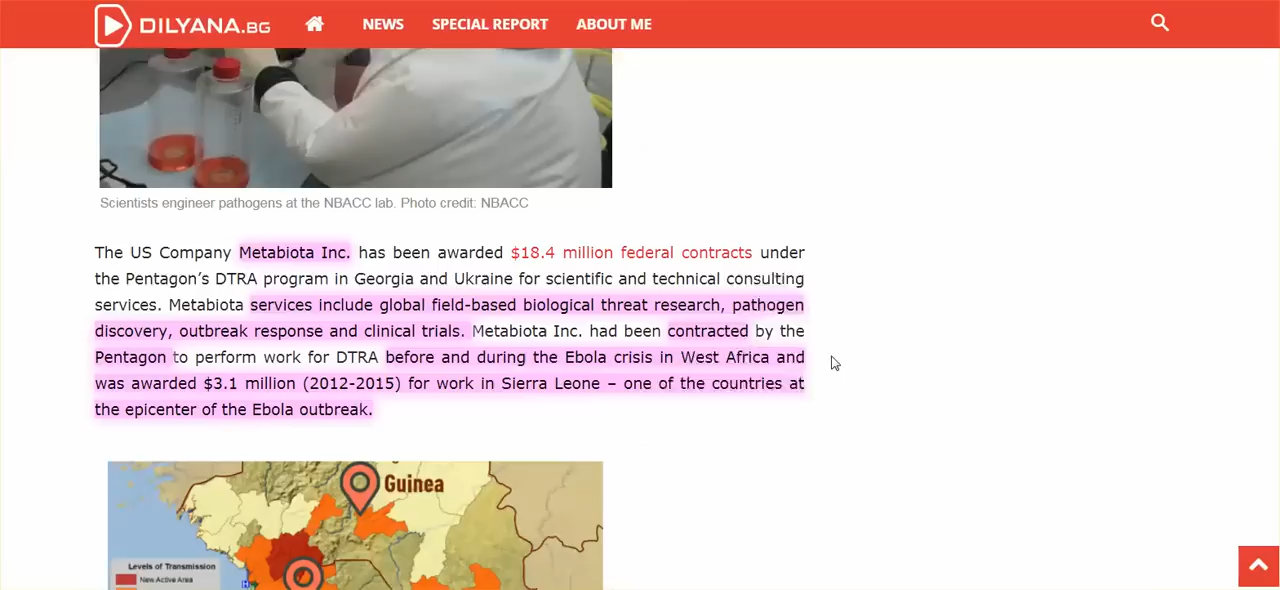 DILYANA.BG
NEWS
SPECIAL REPORT
ABOUT ME
Scientists engineer pathogens at the NBACC lab. Photo credit: NBACC
The US Company Metabiota Inc. has been awarded $18.4 million federal contracts under
the Pentagon’s DTRA program in Georgia and Ukraine for scientific and technical consulting
services. Metabiota services include global field-based biological threat research, pathogen
discovery, outbreak response and clinical trials. Metabiota Inc. had been contracted by the
Pentagon to perform work for DTRA before and during the Ebola crisis in West Africa and
was awarded $3.1 million (2012-2015) for work in Sierra Leone – one of the countries at
the epicenter of the Ebola outbreak.
Guinea
Levels of Transmission
New Active Area
H